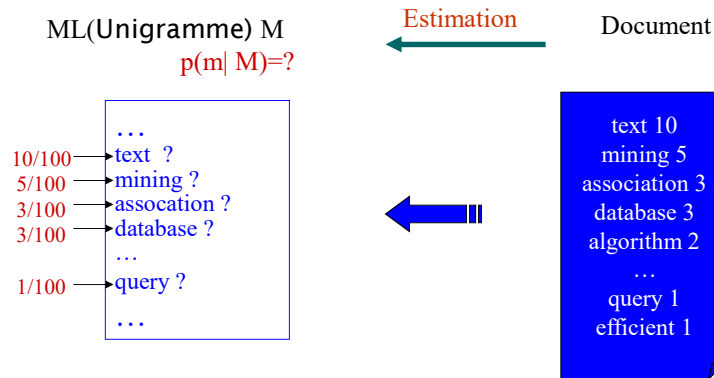 ML(Unigramme) M
p(m| M)=?
Estimation
Document
...
10/100 text ?
5/100 mining ?
3/100 assocation ?
3/100 database ?
...
1/100 query ?
...
text 10
mining 5
association 3
database 3
algorithm 2
...
query 1
efficient 1